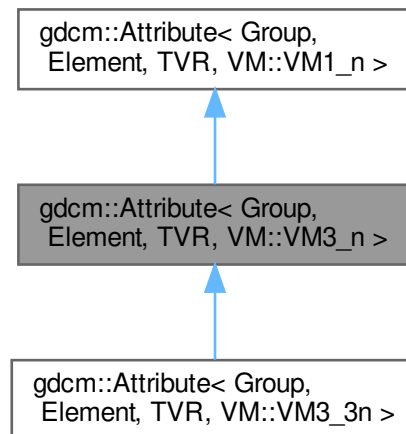 gdcm::Attribute< Group,
Element, TVR, VM::VM1_n >
gdcm::Attribute< Group,
Element, TVR, VM::VM3_n >
gdcm::Attribute< Group,
Element, TVR, VM::VM3_3n >